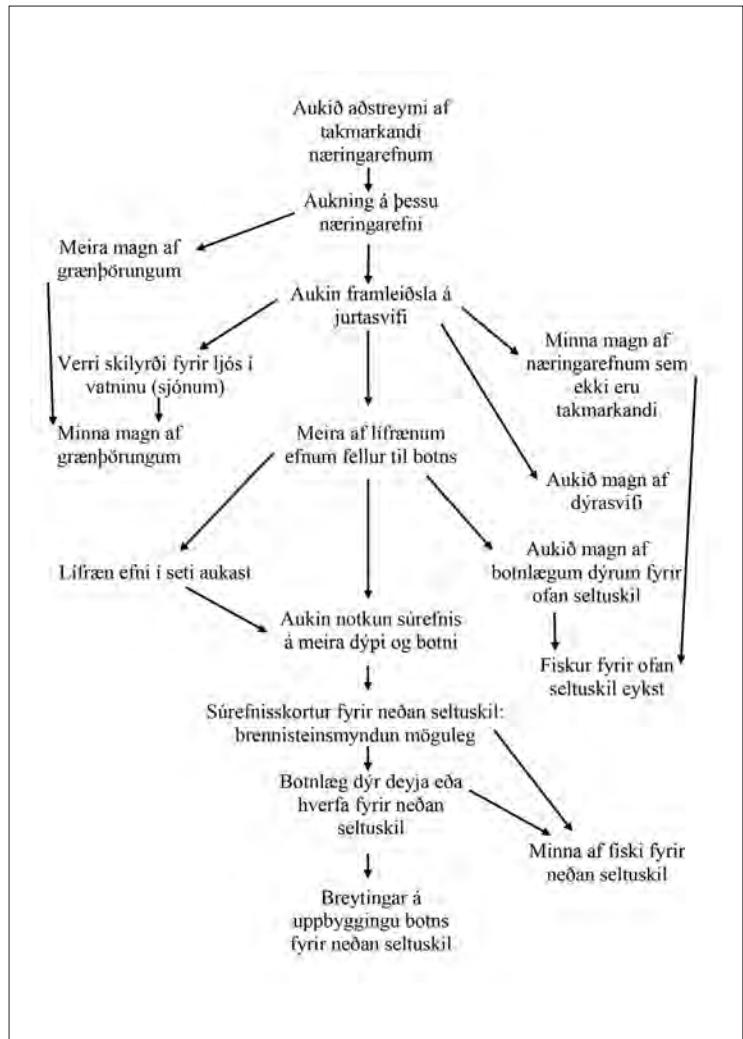 Aukið aðstreymi af
takmarkandi
næringarefnum
Aukning á þessu
næringarefni
Meira magn af
grænþörungum
Aukin framleiðsla á
jurtasvifi
Verri skilyrði fyrir ljós í
vatninu (sjónum)
Minna magn af
næringarefnum sem
ekki eru
takmarkandi
Minna magn af
grænþörungum
Meira af lífrænum
efnum fellur til botns
Aukið magn af
dýrasvifi
Lífræn efni í seti aukast
Aukið magn af
botnlægum dýrum fyrir
ofan seltuskil
Aukin notkun súrefnis
á meira dýpi og botni
Fiskur fyrir ofan
seltuskil eykst
Súrefnisskortur fyrir neðan seltuskil:
brennisteinsmyndun möguleg
Botnlæg dýr deyja eða
hverfa fyrir neðan
seltuskil
Minna af fiski fyrir
neðan seltuskil
Breytingar á
uppbyggingu botns
fyrir neðan seltuskil